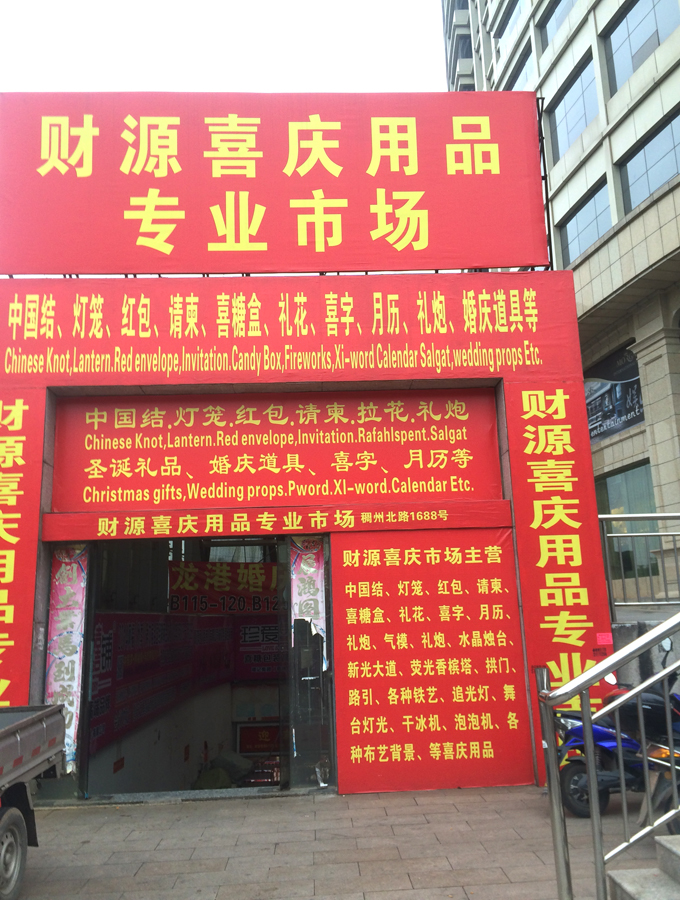 财源喜庆用品
专业市场
中国结、灯笼、红包、请柬、喜糖盒、礼花、喜字、月历、礼炮、婚庆道具等
Chinese Knot,Lantern.Red envelope,Invitation.Candy Box,Fireworks,Xi-word Calendar Salgat,wedding props Etc.
财源喜庆用品专业
中国结.灯笼.红包.请柬.拉花.礼炮
Chinese Knot,Lantern.Red envelope,Invitation.Rafahlspent.Salgat
圣诞礼品、婚庆道具、喜字、月历等
Christmas gifts,Wedding props.Pword.XI-word.Calendar Etc.
财源喜庆用品专业市场 稠州北路1688号
财源喜庆用品专业
龙港婚庆
B115-120.B12
珍爱
财源喜庆市场主营
中国结、灯笼、红包、请柬、
喜糖盒、礼花、喜字、月历、
礼炮、气模、礼炮、水晶烛台、
新光大道、荧光香槟塔、拱门、
路引、各种铁艺、追光灯、舞
台灯光、干冰机、泡泡机、各
种布艺背景、等喜庆用品
entertainment